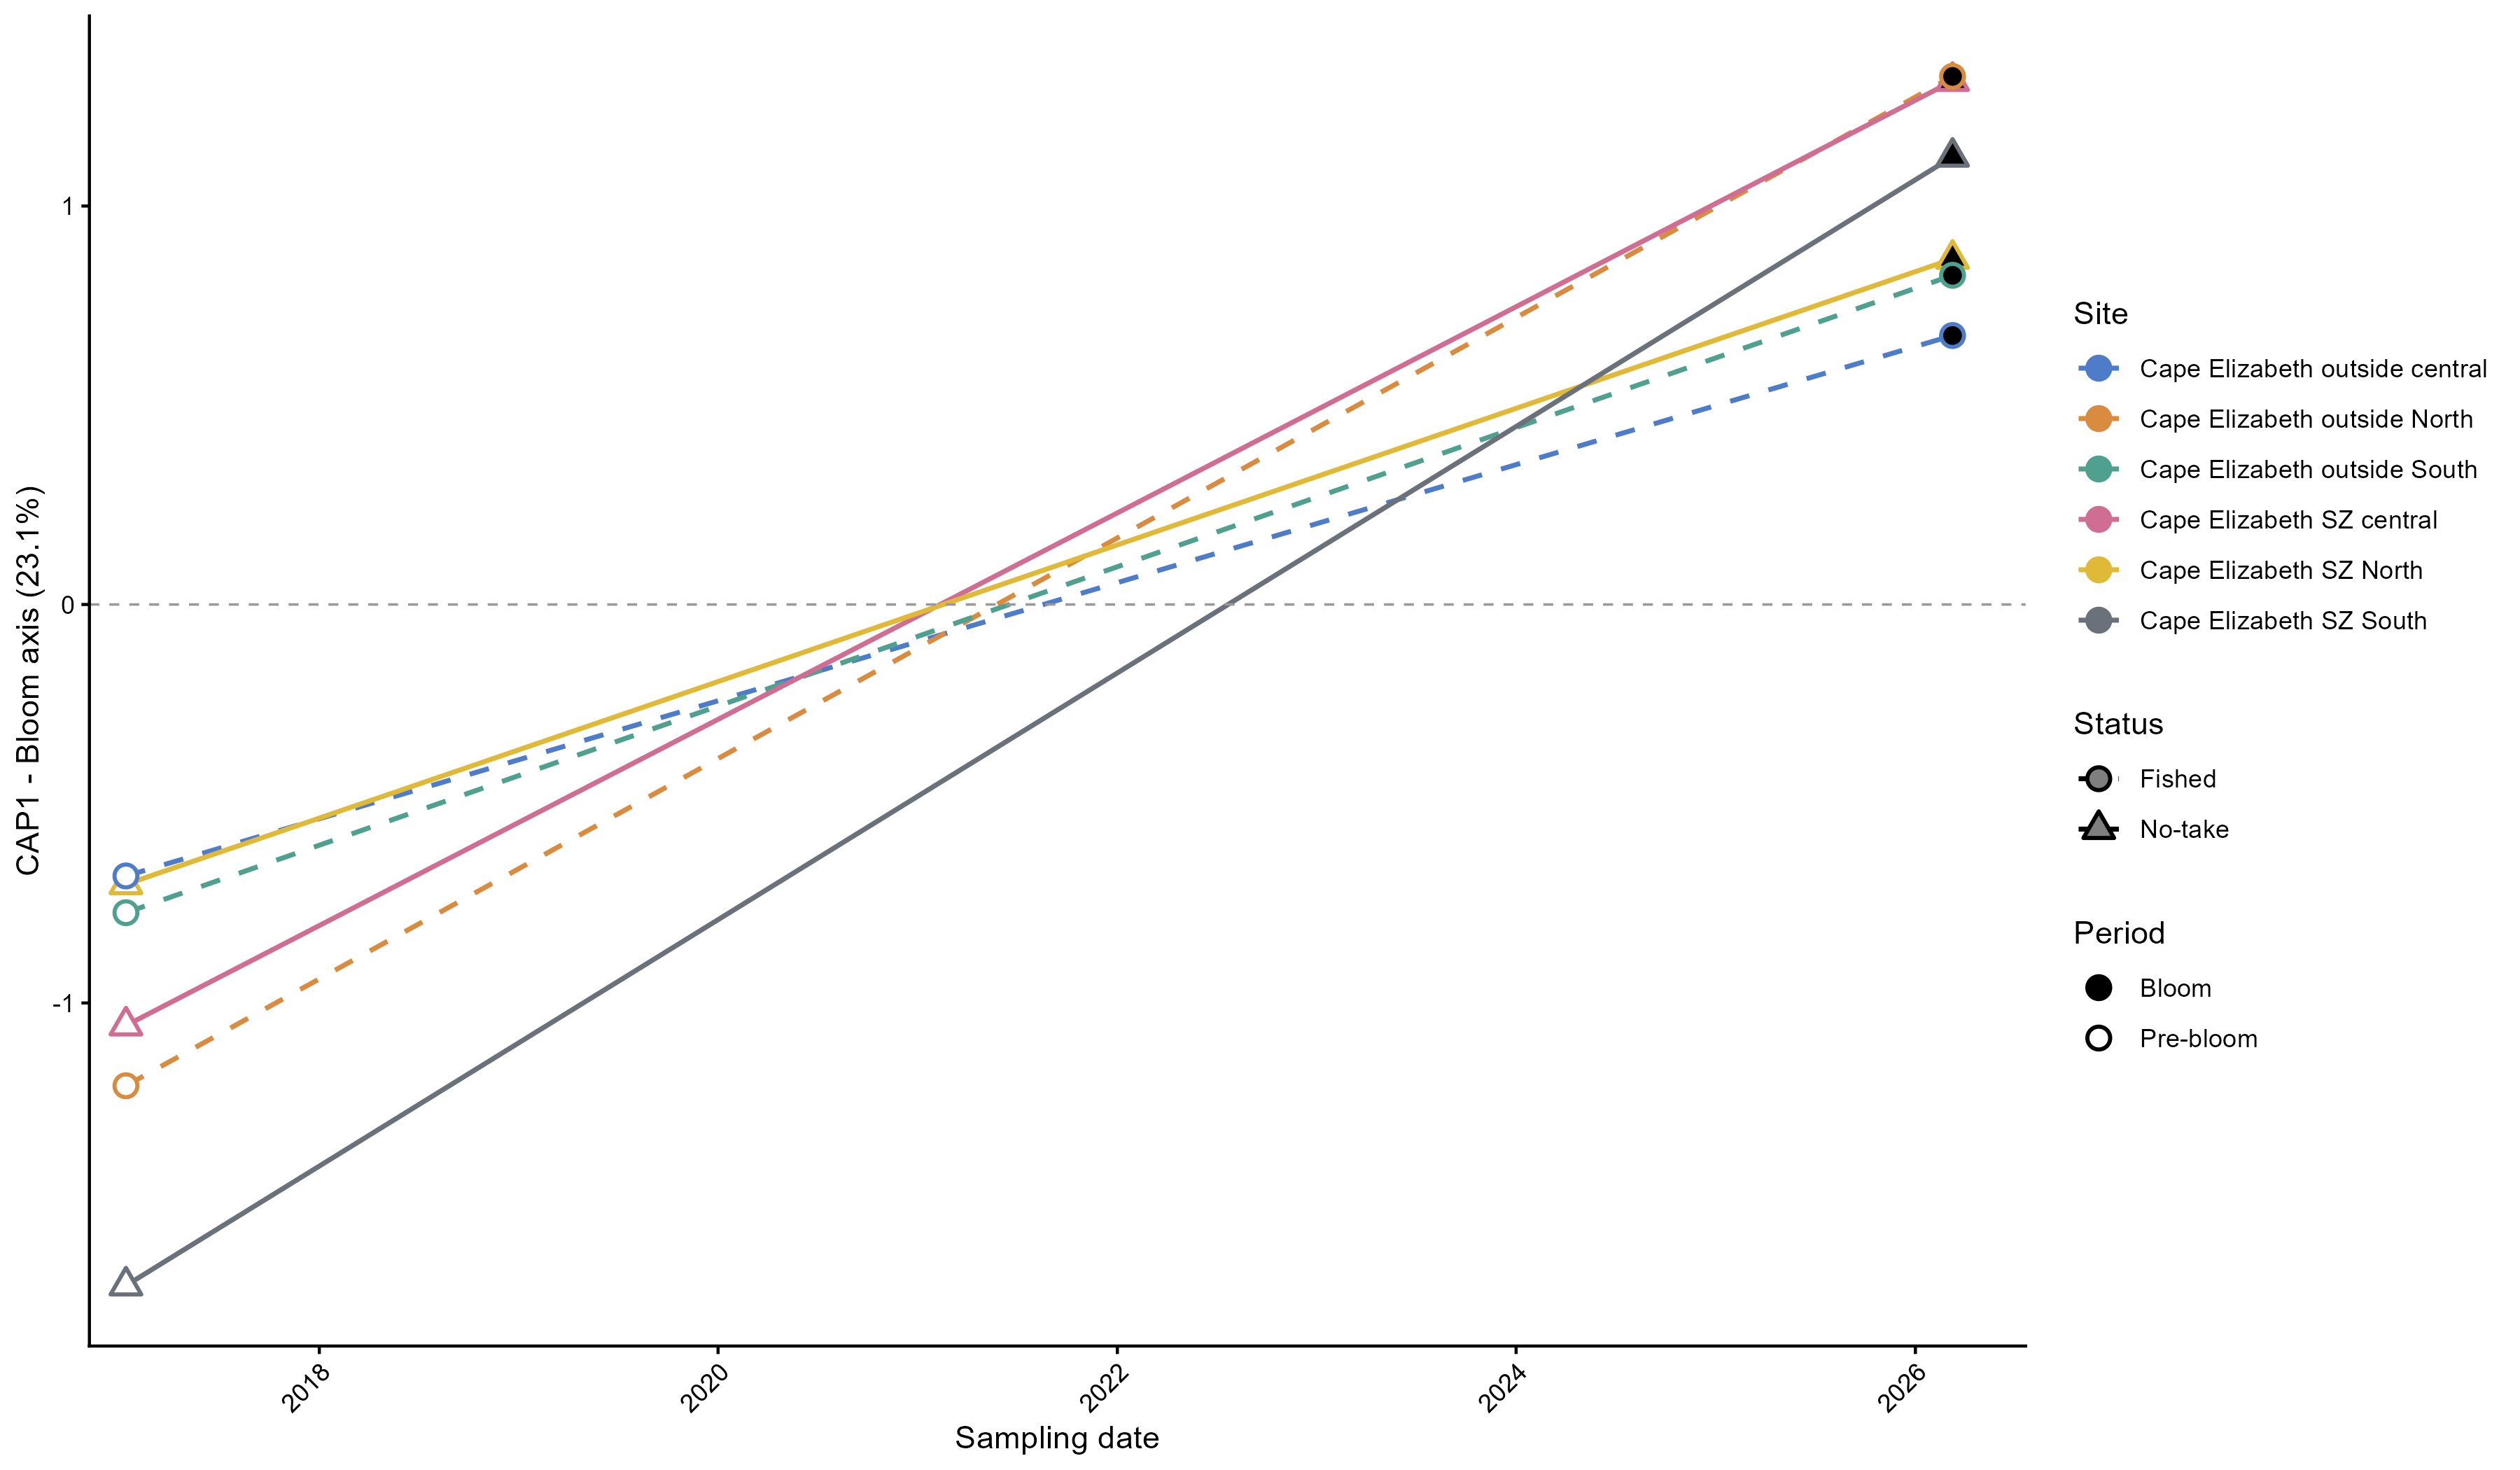 CAP1 - Bloom axis (23.1%)
1
0
-1
2018
2020
2022
2024
2026
Sampling date
Site
Cape Elizabeth outside central
Cape Elizabeth outside North
Cape Elizabeth outside South
Cape Elizabeth SZ central
Cape Elizabeth SZ North
Cape Elizabeth SZ South
Status
Fished
No-take
Period
Bloom
Pre-bloom